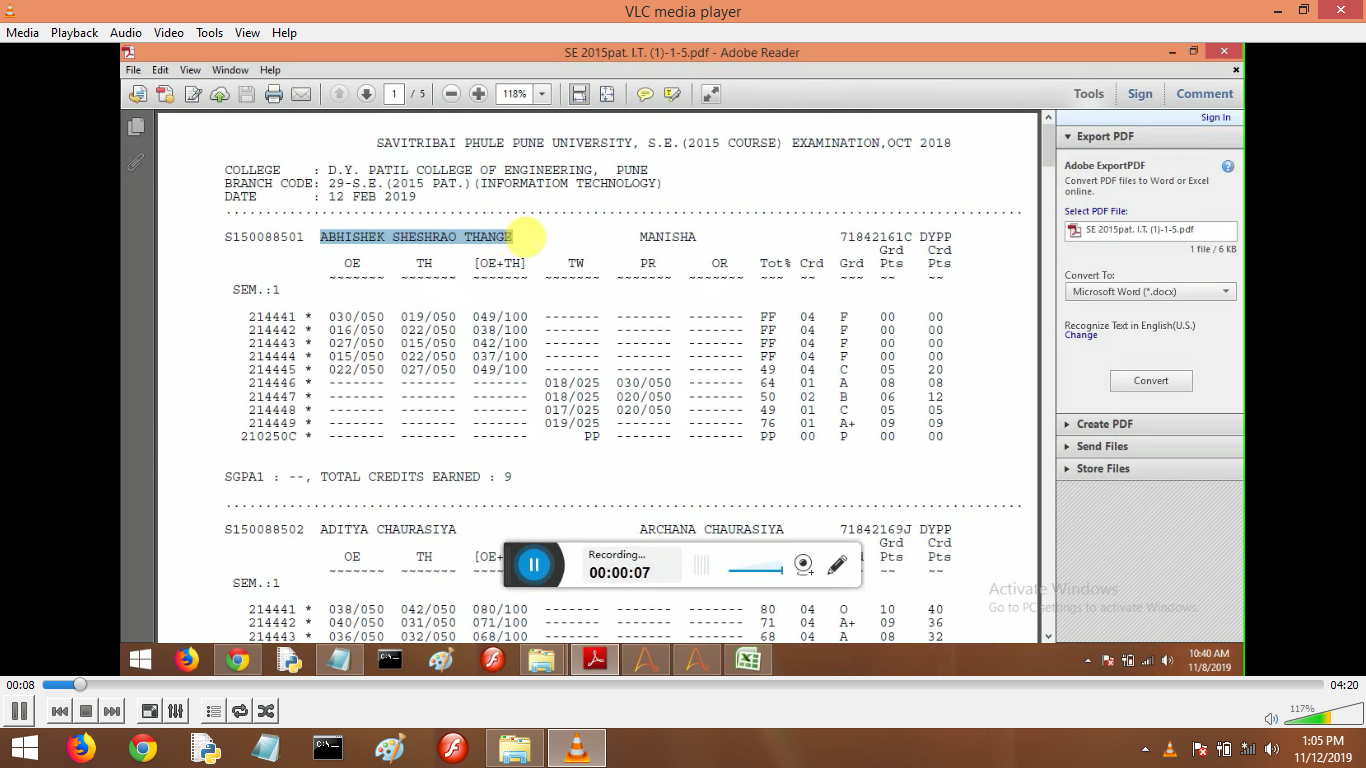 VLC media player
Media Playback Audio Video Tools View Help
SE 2015pat. I.T. (1)-1-5.pdf - Adobe Reader
File Edit View Window Help
1 / 5 118% Tools Sign Comment
Sign In
SAVITRIBAI PHULE PUNE UNIVERSITY, S.E.(2015 COURSE) EXAMINATION,OCT 2018
COLLEGE : D.Y. PATIL COLLEGE OF ENGINEERING, PUNE
BRANCH CODE: 29-S.E.(2015 PAT.)(INFORMATIOM TECHNOLOGY)
DATE : 12 FEB 2019
S150088501 ABHISHEK SHESHRAO THANGE MANISHA 71842161C DYPP
Grd Crd
OE TH [OE+TH] TW PR OR Tot% Crd Grd Pts Pts
SEM.:1
214441 * 030/050 019/050 049/100 ------- ------- ------- FF 04 F 00 00
214442 * 016/050 022/050 038/100 ------- ------- ------- FF 04 F 00 00
214443 * 027/050 015/050 042/100 ------- ------- ------- FF 04 F 00 00
214444 * 015/050 022/050 037/100 ------- ------- ------- FF 04 F 00 00
214445 * 022/050 027/050 049/100 ------- ------- ------- 49 04 C 05 20
214446 * ------- ------- ------- 018/025 030/050 ------- 64 01 A 08 08
214447 * ------- ------- ------- 018/025 020/050 ------- 50 02 B 06 12
214448 * ------- ------- ------- 017/025 020/050 ------- 49 01 C 05 05
214449 * ------- ------- ------- 019/025 ------- ------- 76 01 A+ 09 09
210250C * ------- ------- ------- PP ------- ------- PP 00 P 00 00
SGPA1 : --, TOTAL CREDITS EARNED : 9
S150088502 ADITYA CHAURASIYA ARCHANA CHAURASIYA 71842169J DYPP
Grd Crd
OE TH [OE+ Pts Pts
SEM.:1
214441 * 038/050 042/050 080/100 ------- ------- ------- 80 04 O 10 40
214442 * 040/050 031/050 071/100 ------- ------- ------- 71 04 A+ 09 36
214443 * 036/050 032/050 068/100 ------- ------- ------- 68 04 A 08 32
Export PDF
Adobe ExportPDF
Convert PDF files to Word or Excel
online.
Select PDF File:
SE 2015pat. I.T. (1)-1-5.pdf
1 file / 6 KB
Convert To:
Microsoft Word (*.docx)
Recognize Text in English(U.S.)
Change
Convert
Create PDF
Send Files
Store Files
Recording...
00:00:07
Activate Windows
Go to PC settings to activate Windows.
10:40 AM
11/8/2019
00:08 04:20
117%
1:05 PM
11/12/2019